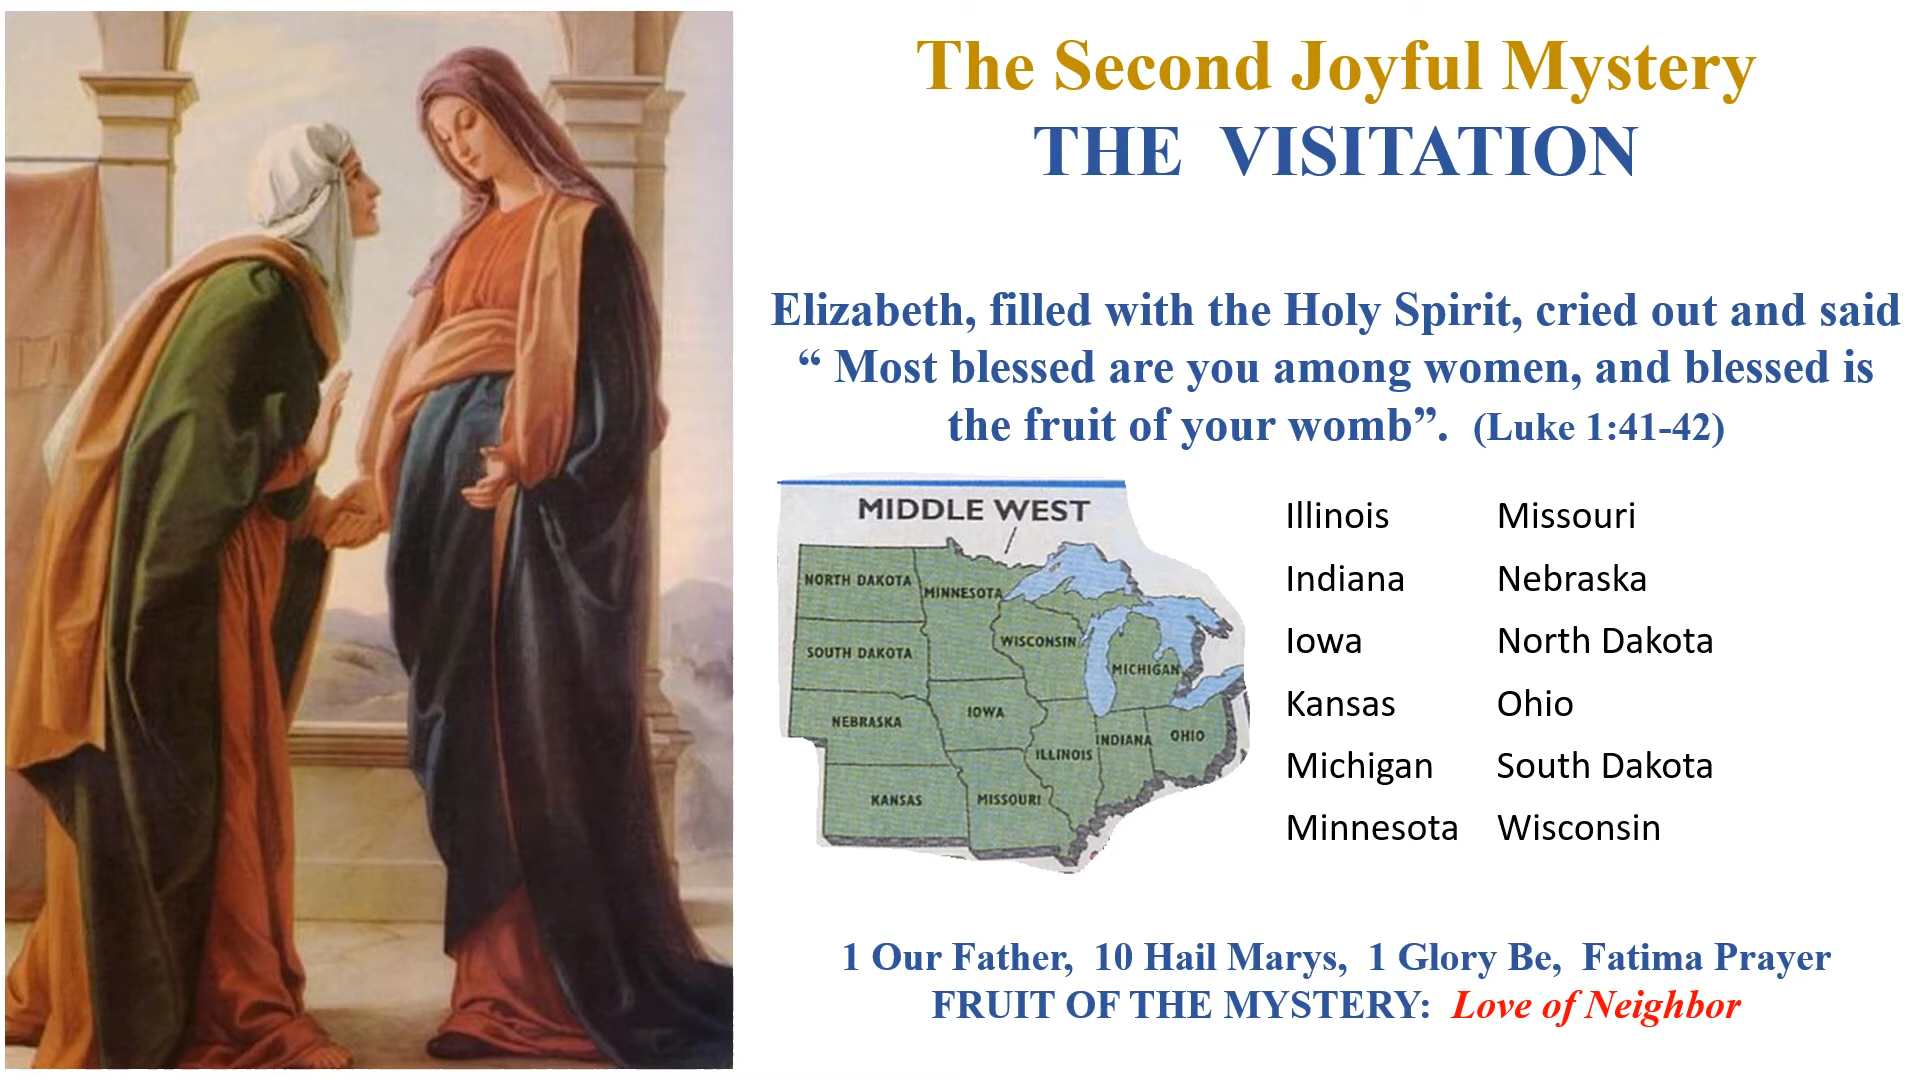 The Second Joyful Mystery
THE VISITATION
Elizabeth, filled with the Holy Spirit, cried out and said
“ Most blessed are you among women, and blessed is
the fruit of your womb”. (Luke 1:41-42)
MIDDLE WEST
NORTH DAKOTA
MINNESOTA
SOUTH DAKOTA
WISCONSIN
MICHIGAN
NEBRASKA
IOWA
ILLINOIS
INDIANA
OHIO
KANSAS
MISSOURI
Illinois
Indiana
Iowa
Kansas
Michigan
Minnesota
Missouri
Nebraska
North Dakota
Ohio
South Dakota
Wisconsin
1 Our Father, 10 Hail Marys, 1 Glory Be, Fatima Prayer
FRUIT OF THE MYSTERY: Love of Neighbor